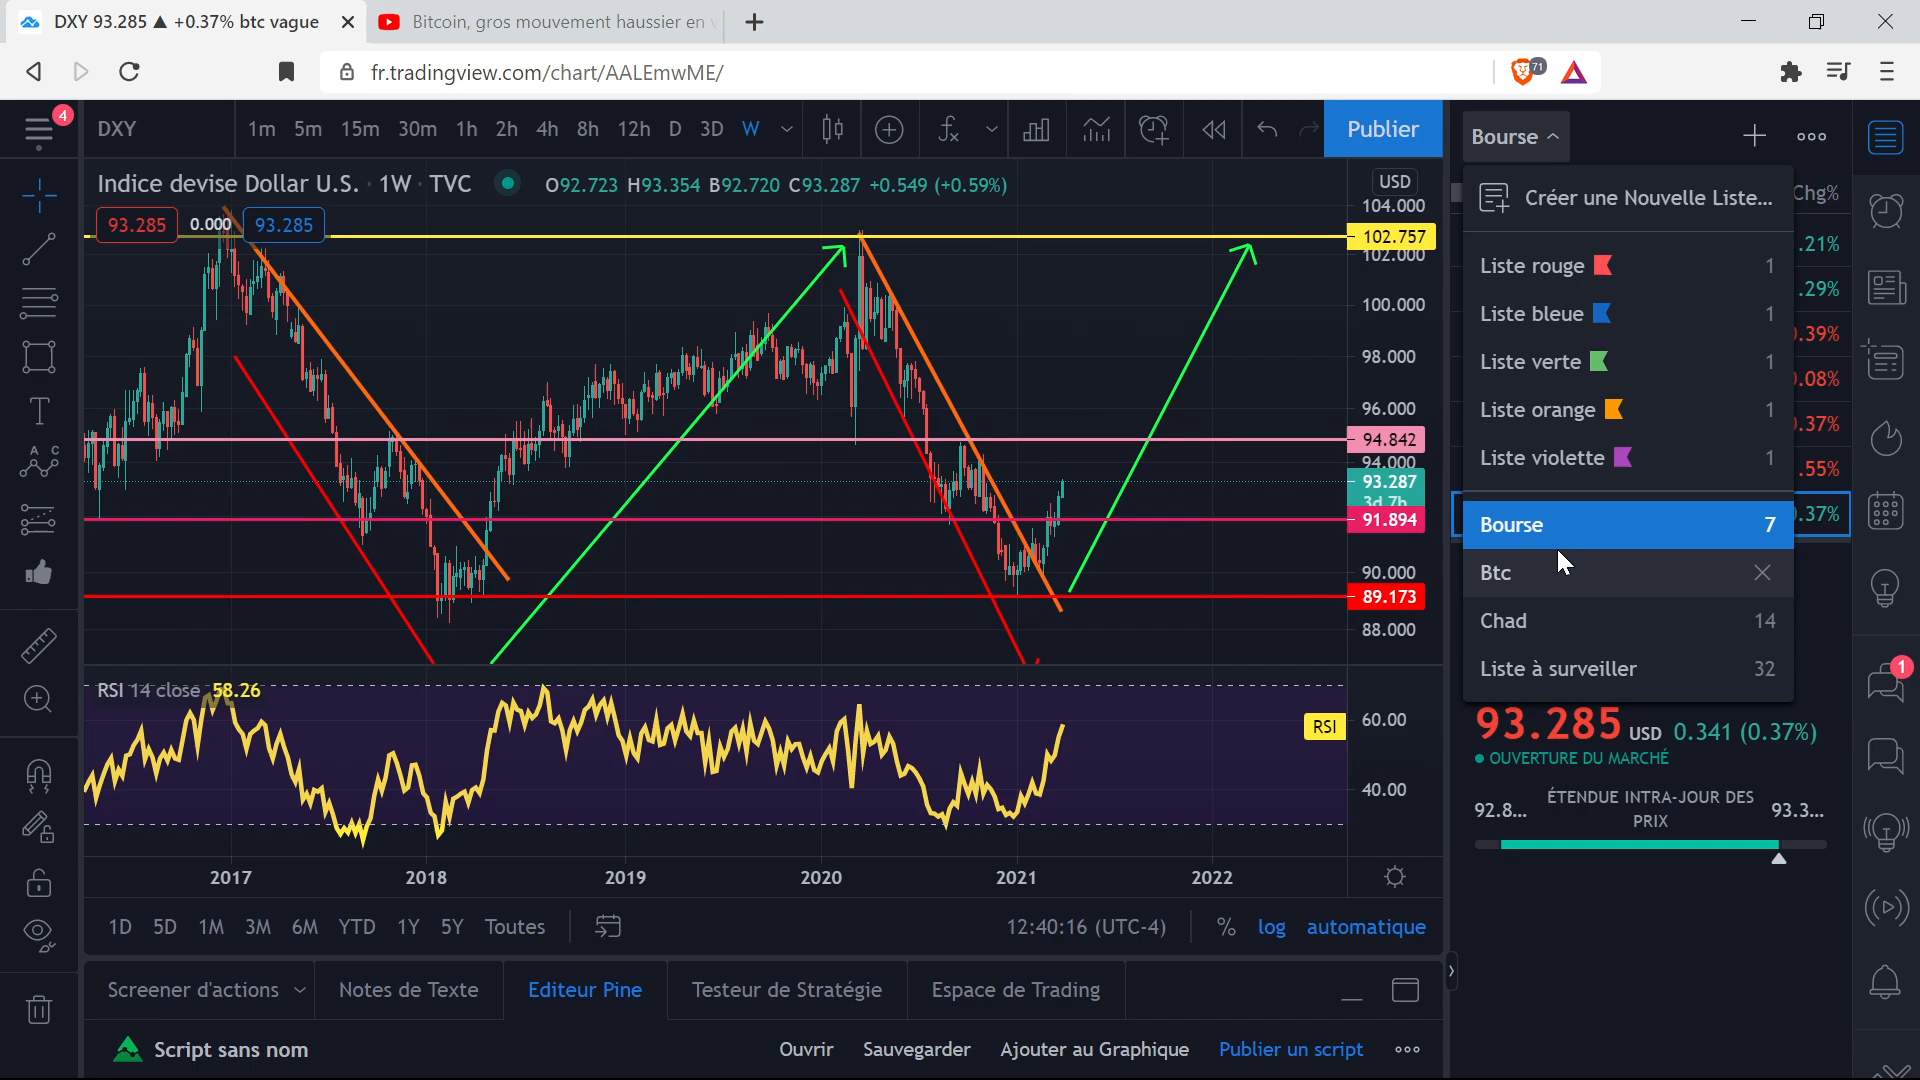 DXY 93.285 ▲ +0.37% btc vague
Bitcoin, gros mouvement haussier en
fr.tradingview.com/chart/AALEmwME/
71
4
DXY
1m 5m 15m 30m 1h 2h 4h 8h 12h D 3D W
Publier
Bourse
Indice devise Dollar U.S. · 1W · TVC
O92.723 H93.354 B92.720 C93.287 +0.549 (+0.59%)
USD
93.285 0.000 93.285
104.000
102.757
102.000
100.000
98.000
96.000
94.842
94.000
93.287
3d 7h
91.894
90.000
89.173
88.000
Créer une Nouvelle Liste...
Chg%
Liste rouge 1
Liste bleue 1
Liste verte 1
Liste orange 1
Liste violette 1
Bourse 7
Btc
Chad 14
Liste à surveiller 32
.21%
.29%
.39%
.08%
.37%
.55%
.37%
1
RSI 14 close 58.26
RSI
60.00
40.00
93.285 USD 0.341 (0.37%)
OUVERTURE DU MARCHÉ
92.8... ÉTENDUE INTRA-JOUR DES PRIX 93.3...
2017 2018 2019 2020 2021 2022
1D 5D 1M 3M 6M YTD 1Y 5Y Toutes
12:40:16 (UTC-4) % log automatique
Screener d'actions Notes de Texte Editeur Pine Testeur de Stratégie Espace de Trading
Script sans nom
Ouvrir Sauvegarder Ajouter au Graphique Publier un script